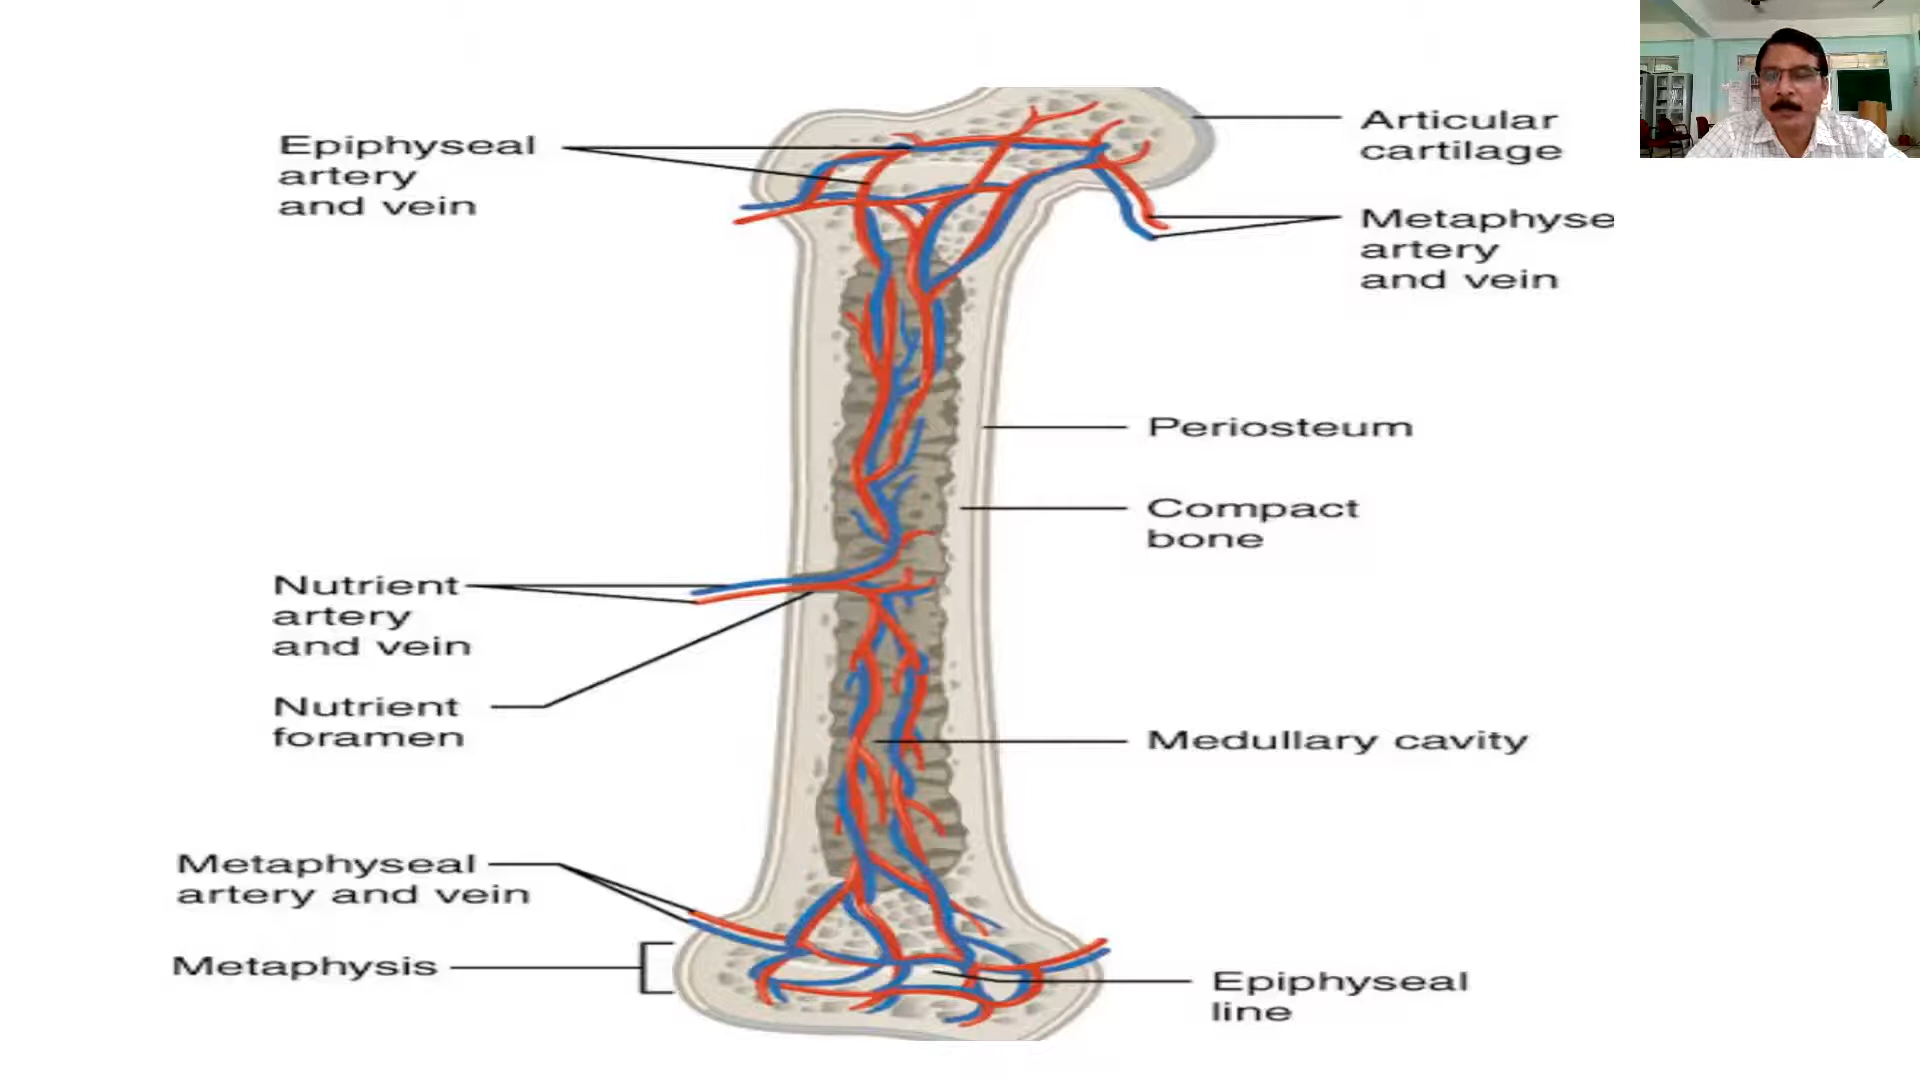 Epiphyseal
artery
and vein
Articular
cartilage
Metaphyse
artery
and vein
Periosteum
Compact
bone
Nutrient
artery
and vein
Nutrient
foramen
Medullary cavity
Metaphyseal
artery and vein
Metaphysis
Epiphyseal
line